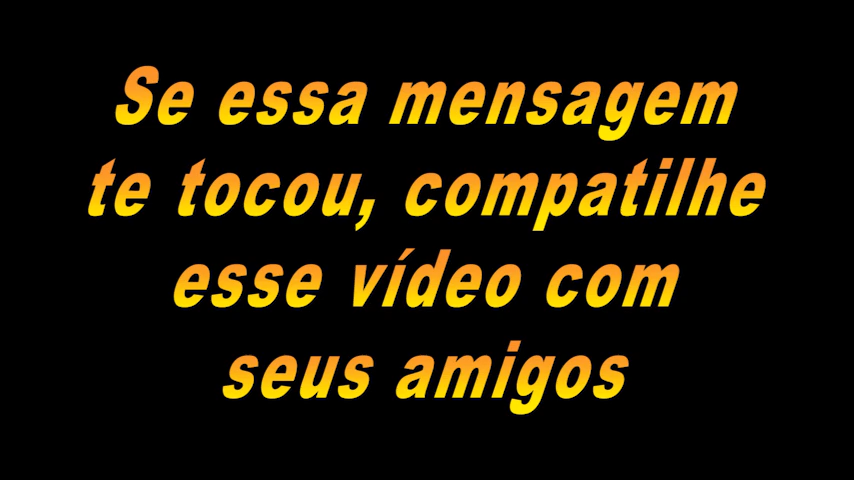 Se essa mensagem
te tocou, compatilhe
esse vídeo com
seus amigos